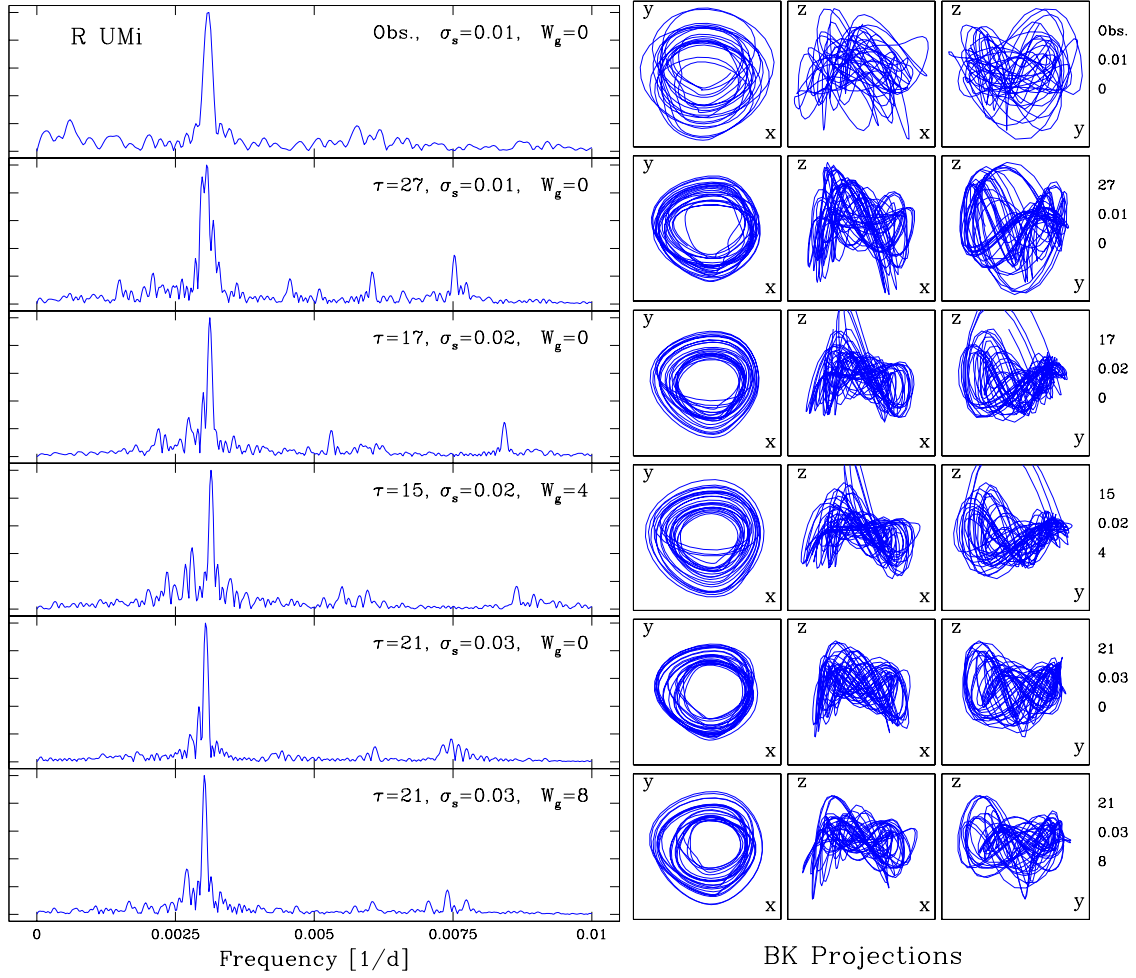 R UMi
Obs., σs=0.01, Wg=0
τ=27, σs=0.01, Wg=0
τ=17, σs=0.02, Wg=0
τ=15, σs=0.02, Wg=4
τ=21, σs=0.03, Wg=0
τ=21, σs=0.03, Wg=8
0 0.0025 0.005 0.0075 0.01
Frequency [1/d]
y x z x z y
Obs.
0.01
0
y x z x z y
27
0.01
0
y x z x z y
17
0.02
0
y x z x z y
15
0.02
4
y x z x z y
21
0.03
0
y x z x z y
21
0.03
8
BK Projections